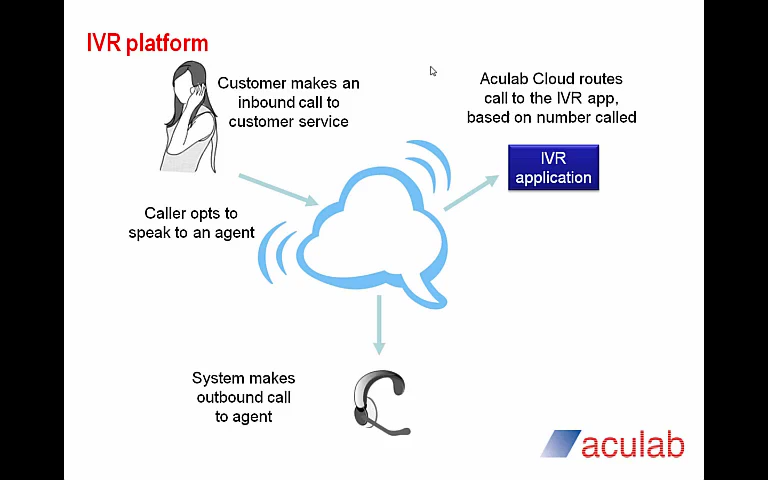 IVR platform
Customer makes an
inbound call to
customer service
Aculab Cloud routes
call to the IVR app,
based on number called
IVR
application
Caller opts to
speak to an agent
System makes
outbound call
to agent
aculab